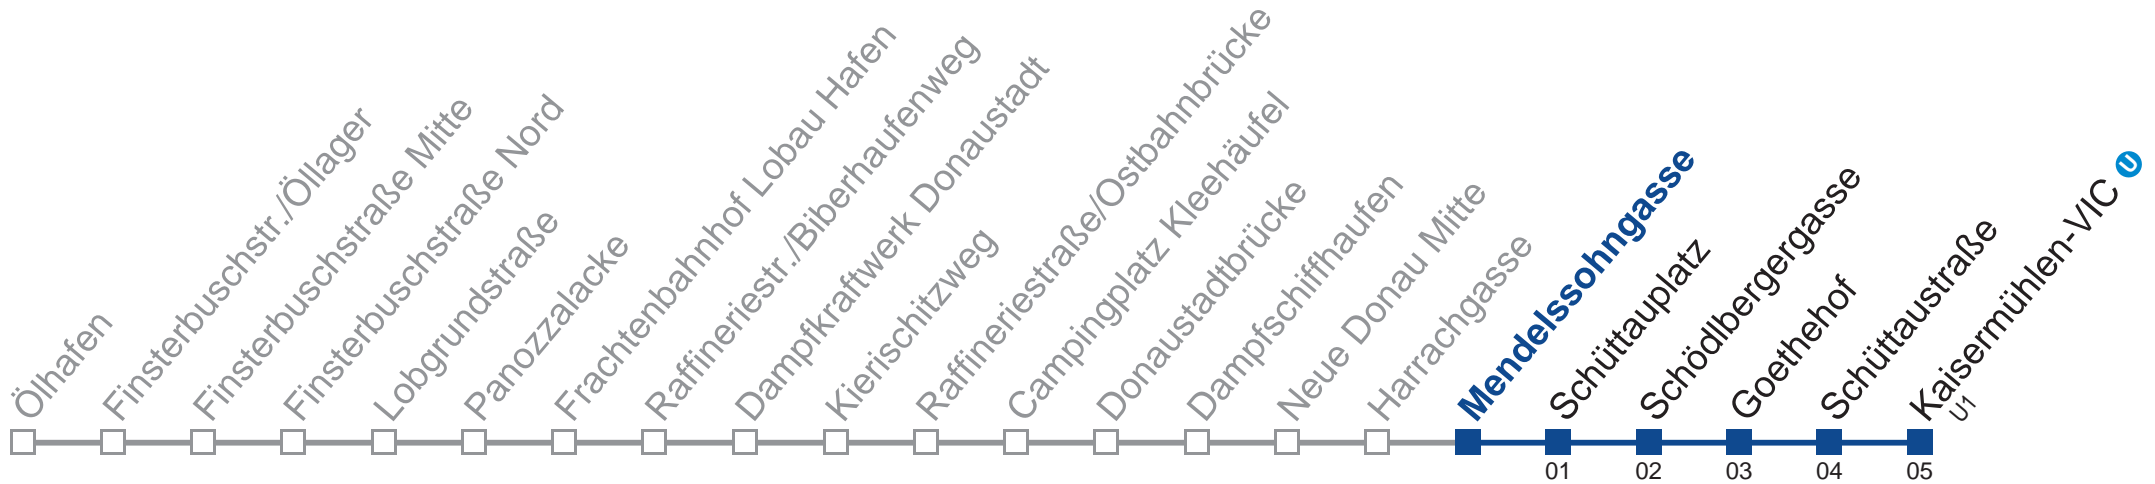 Ölhafen
Finsterbuschstr./Öllager
Finsterbuschstraße Mitte
Finsterbuschstraße Nord
Lobgrundstraße
Panozzalacke
Frachtenbahnhof Lobau Hafen
Raffineriestr./Biberhaufenweg
Dampfkraftwerk Donaustadt
Kierischitzweg
Raffineriestraße/Ostbahnbrücke
Campingplatz Kleehäufel
Donaustadtbrücke
Dampfschiffhaufen
Neue Donau Mitte
Harrachgasse
Mendelssohngasse
Schüttauplatz
Schödlbergergasse
Goethehof
Schüttaustraße
Kaisermühlen-VIC U
U1
01 02 03 04 05